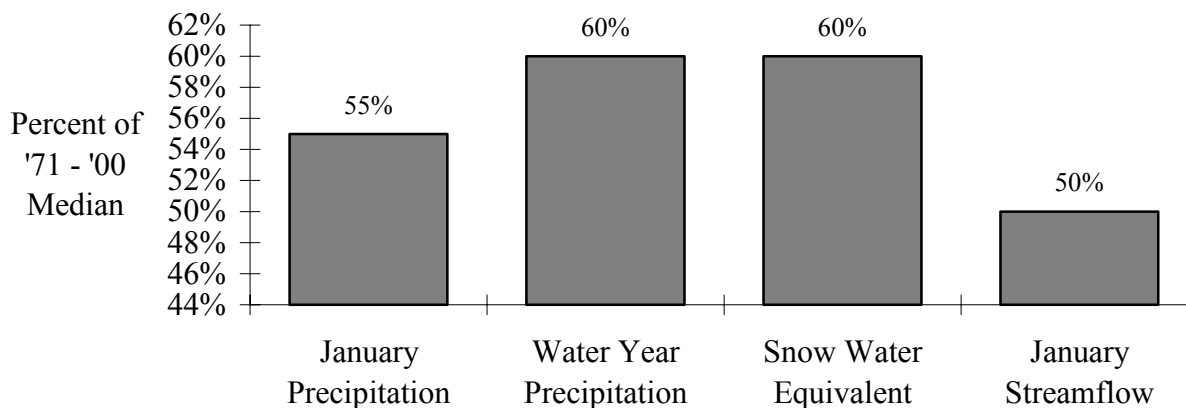 62%
60%
58%
56%
54%
52%
50%
48%
46%
44%
Percent of
'71 - '00
Median
55%
60%
60%
50%
January
Precipitation
Water Year
Precipitation
Snow Water
Equivalent
January
Streamflow